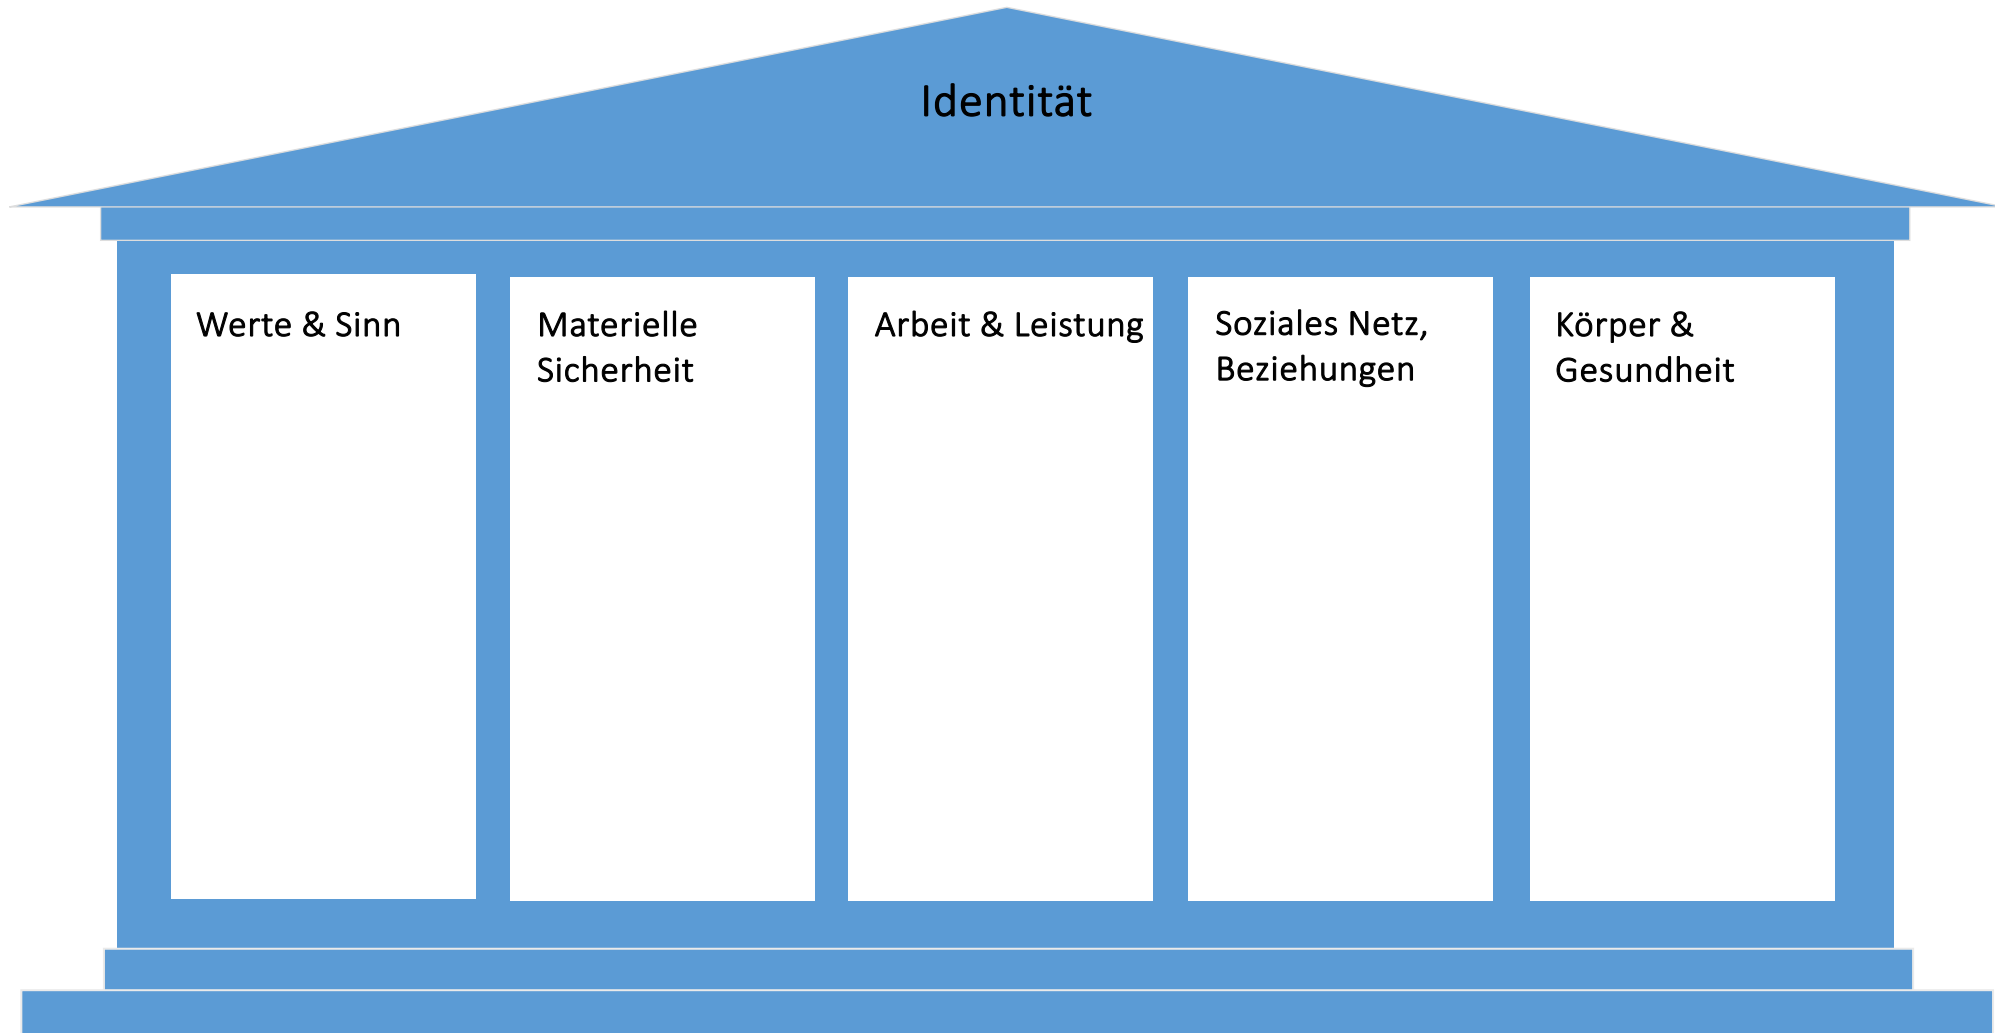 Identität
Werte & Sinn
Materielle
Sicherheit
Arbeit & Leistung
Soziales Netz,
Beziehungen
Körper &
Gesundheit